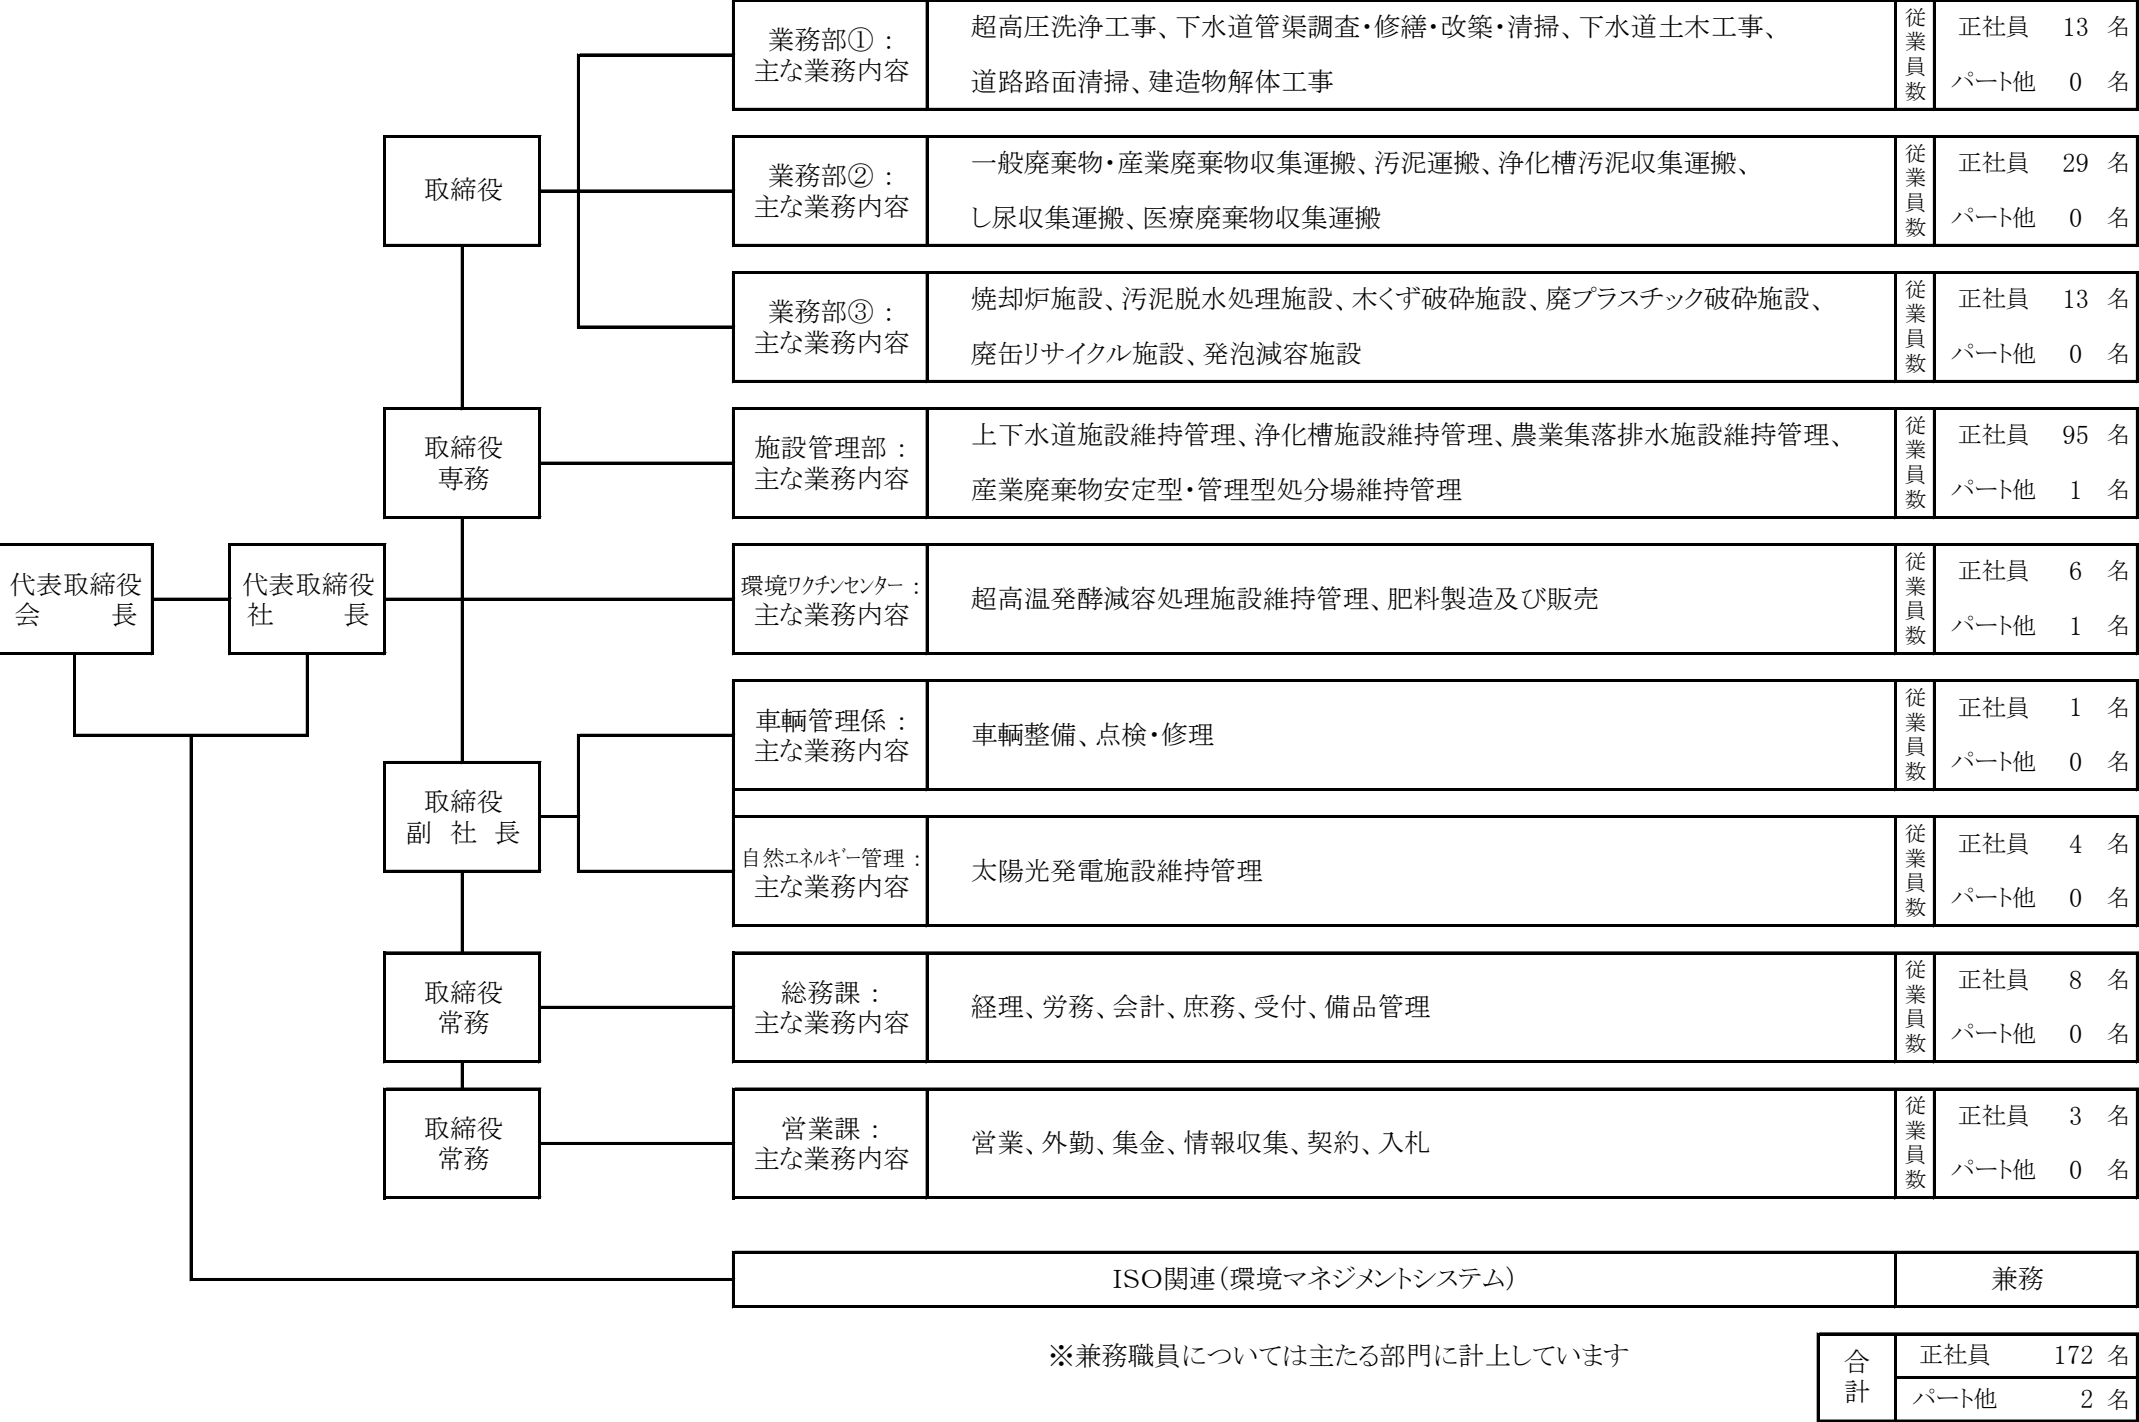 業務部①：
主な業務内容
超高圧洗浄工事、下水道管渠調査・修繕・改築・清掃、下水道土木工事、
道路路面清掃、建造物解体工事
従業員数
正社員 13 名
パート他 0 名
取締役
業務部②：
主な業務内容
一般廃棄物・産業廃棄物収集運搬、汚泥運搬、浄化槽汚泥収集運搬、
し尿収集運搬、医療廃棄物収集運搬
従業員数
正社員 29 名
パート他 0 名
業務部③：
主な業務内容
焼却炉施設、汚泥脱水処理施設、木くず破砕施設、廃プラスチック破砕施設、
廃缶リサイクル施設、発泡減容施設
従業員数
正社員 13 名
パート他 0 名
取締役
専務
施設管理部：
主な業務内容
上下水道施設維持管理、浄化槽施設維持管理、農業集落排水施設維持管理、
産業廃棄物安定型・管理型処分場維持管理
従業員数
正社員 95 名
パート他 1 名
代表取締役
会 長
代表取締役
社 長
環境ワクチンセンター：
主な業務内容
超高温発酵減容処理施設維持管理、肥料製造及び販売
従業員数
正社員 6 名
パート他 1 名
車輌管理係：
主な業務内容
車輌整備、点検・修理
従業員数
正社員 1 名
パート他 0 名
取締役
副 社 長
自然エネルギー管理：
主な業務内容
太陽光発電施設維持管理
従業員数
正社員 4 名
パート他 0 名
取締役
常務
総務課：
主な業務内容
経理、労務、会計、庶務、受付、備品管理
従業員数
正社員 8 名
パート他 0 名
取締役
常務
営業課：
主な業務内容
営業、外勤、集金、情報収集、契約、入札
従業員数
正社員 3 名
パート他 0 名
ISO関連（環境マネジメントシステム）
兼務
※兼務職員については主たる部門に計上しています
合計
正社員 172 名
パート他 2 名